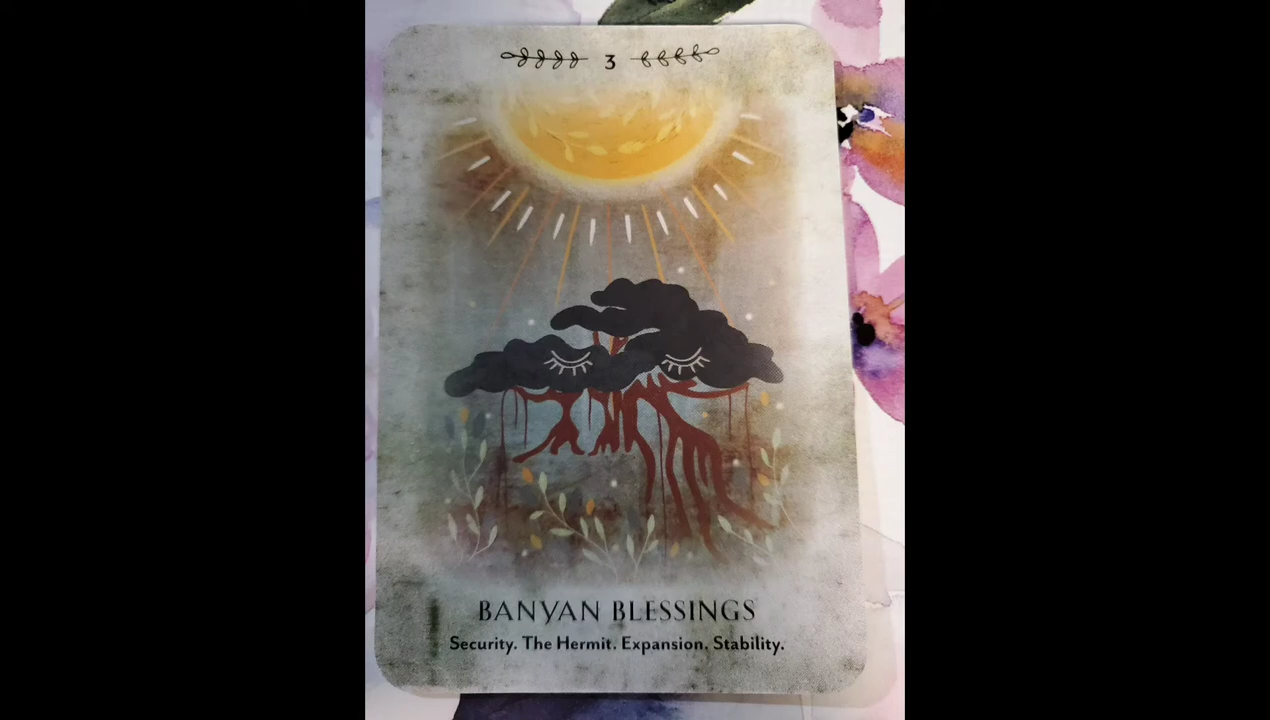 3
BANYAN BLESSINGS
Security. The Hermit. Expansion. Stability.